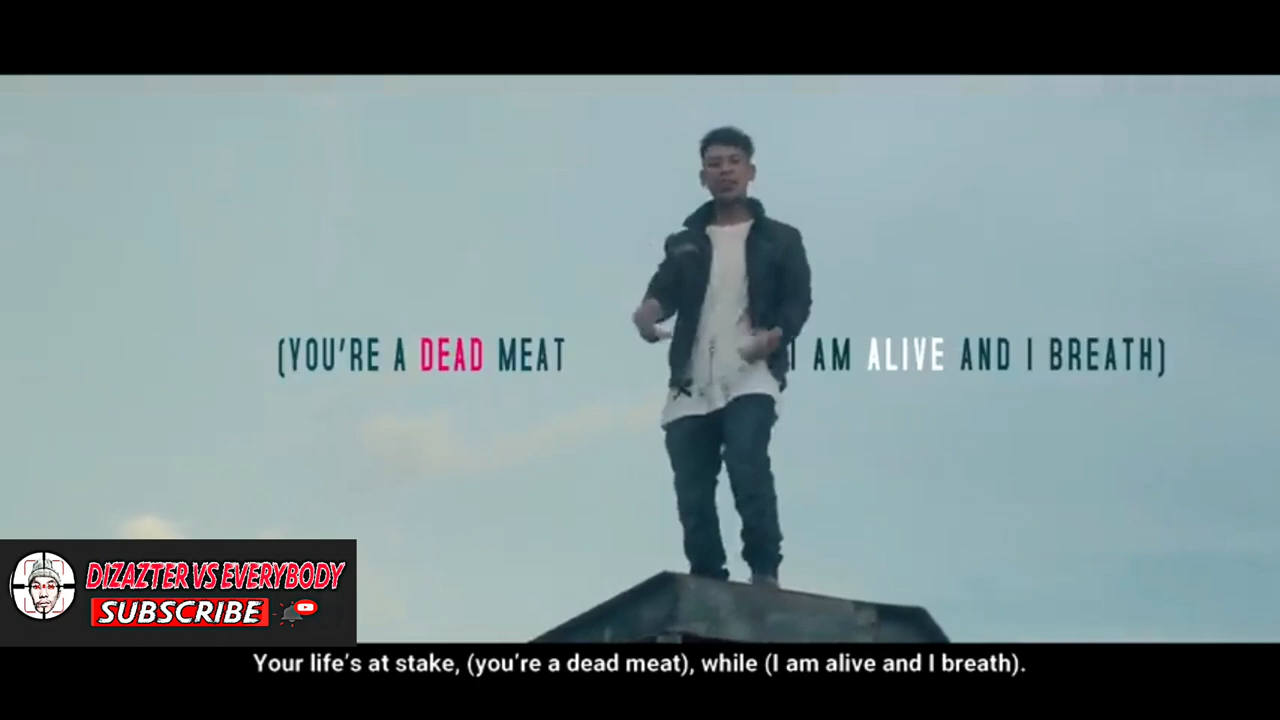 (YOU'RE A DEAD MEAT I AM ALIVE AND I BREATH)
DIZAZTER VS EVERYBODY
SUBSCRIBE
Your life's at stake, (you're a dead meat), while (I am alive and I breath).